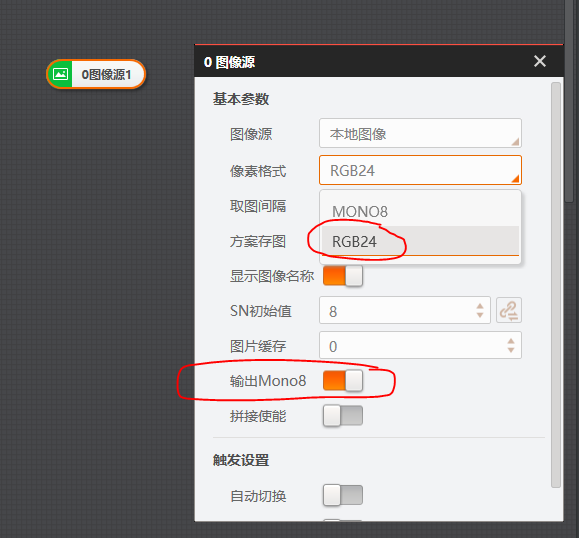 0图像源1
0 图像源
基本参数
图像源 本地图像
像素格式 RGB24
取图间隔 MONO8
方案存图 RGB24
显示图像名称
SN初始值 8
图片缓存 0
输出Mono8
拼接使能
触发设置
自动切换